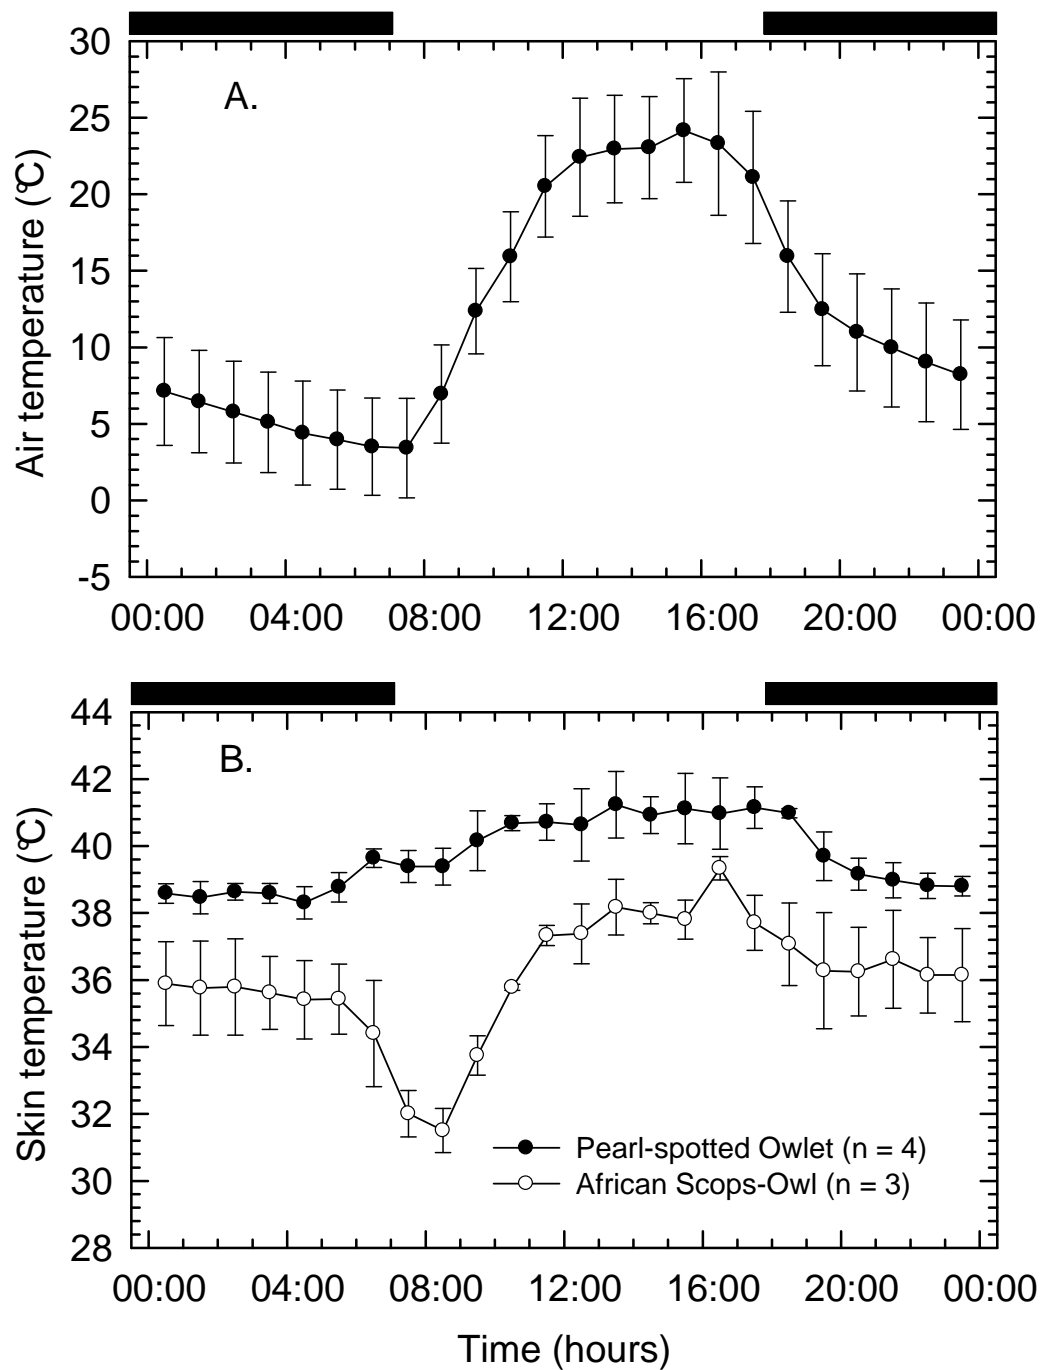 A.
Air temperature (°C)
30
25
20
15
10
5
0
-5
00:00 04:00 08:00 12:00 16:00 20:00 00:00
B.
Skin temperature (°C)
44
42
40
38
36
34
32
30
28
Pearl-spotted Owlet (n = 4)
African Scops-Owl (n = 3)
00:00 04:00 08:00 12:00 16:00 20:00 00:00
Time (hours)